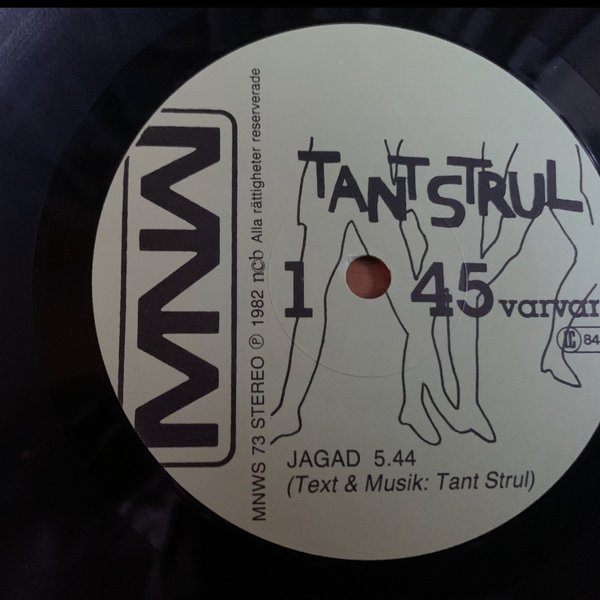 MNW
MNWS 73 STEREO Ⓟ 1982 ncb Alla rättigheter reserverade
TANT STRUL
1 45 varvar
84
JAGAD 5.44
(Text & Musik: Tant Strul)